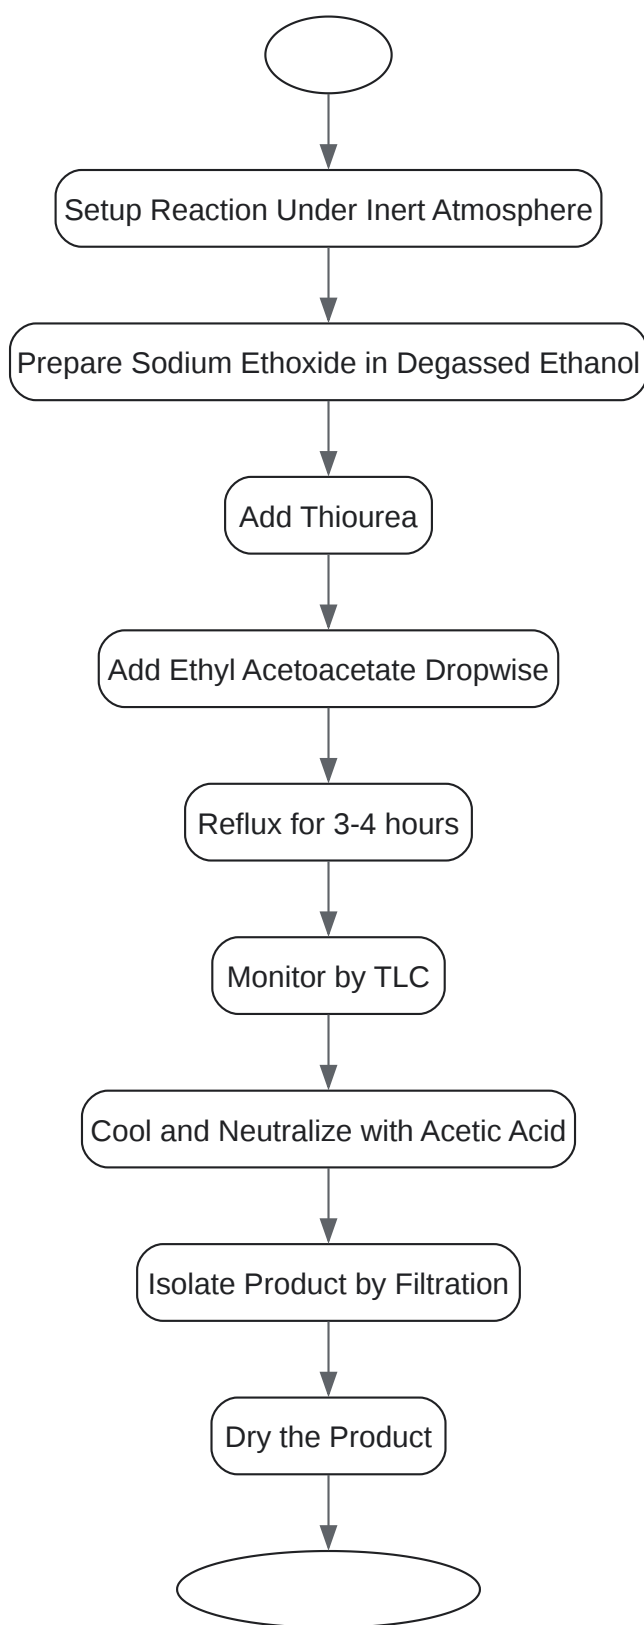 Setup Reaction Under Inert Atmosphere
Prepare Sodium Ethoxide in Degassed Ethanol
Add Thiourea
Add Ethyl Acetoacetate Dropwise
Reflux for 3-4 hours
Monitor by TLC
Cool and Neutralize with Acetic Acid
Isolate Product by Filtration
Dry the Product